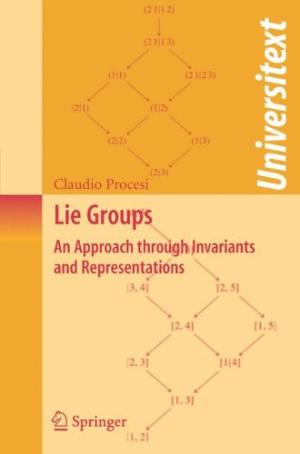 (2 1|1 2)
(2 1|1 3)
(1|1)
(2 1|2 3)
(2|1)
(1|2)
(2|2)
(1|3)
(2|3)
Universitext
Claudio Procesi
Lie Groups
An Approach through Invariants
and Representations
[3, 4]
[2, 5]
[2, 4]
[1, 5]
[2, 3]
[1|4]
[1, 3]
[1, 2]
Springer